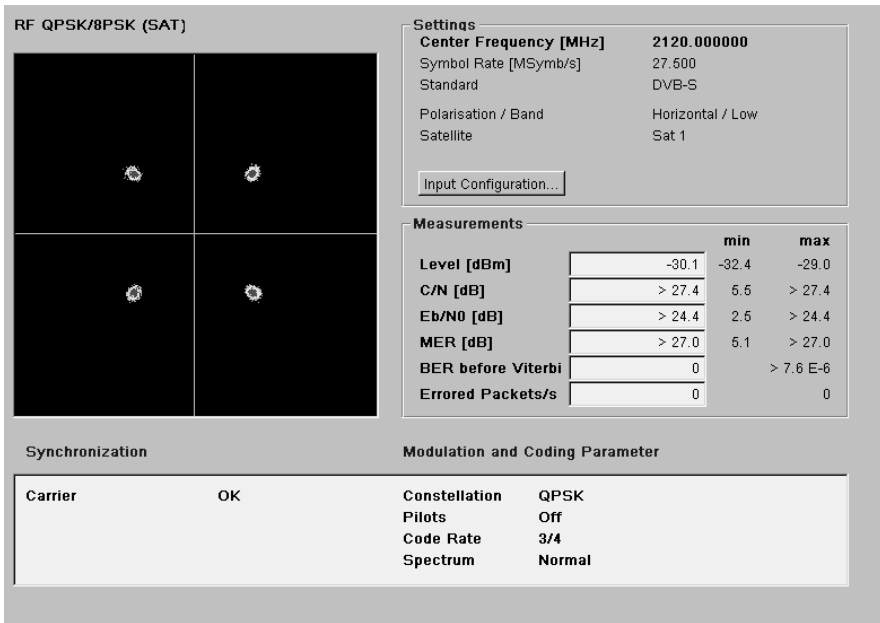 RF QPSK/8PSK (SAT)
Settings
Center Frequency [MHz] 2120.000000
Symbol Rate [MSymb/s] 27.500
Standard DVB-S
Polarisation / Band Horizontal / Low
Satellite Sat 1
Input Configuration...
Measurements
min max
Level [dBm] -30.1 -32.4 -29.0
C/N [dB] > 27.4 5.5 > 27.4
Eb/N0 [dB] > 24.4 2.5 > 24.4
MER [dB] > 27.0 5.1 > 27.0
BER before Viterbi 0 > 7.6 E-6
Errored Packets/s 0 0
Synchronization
Carrier OK
Modulation and Coding Parameter
Constellation QPSK
Pilots Off
Code Rate 3/4
Spectrum Normal